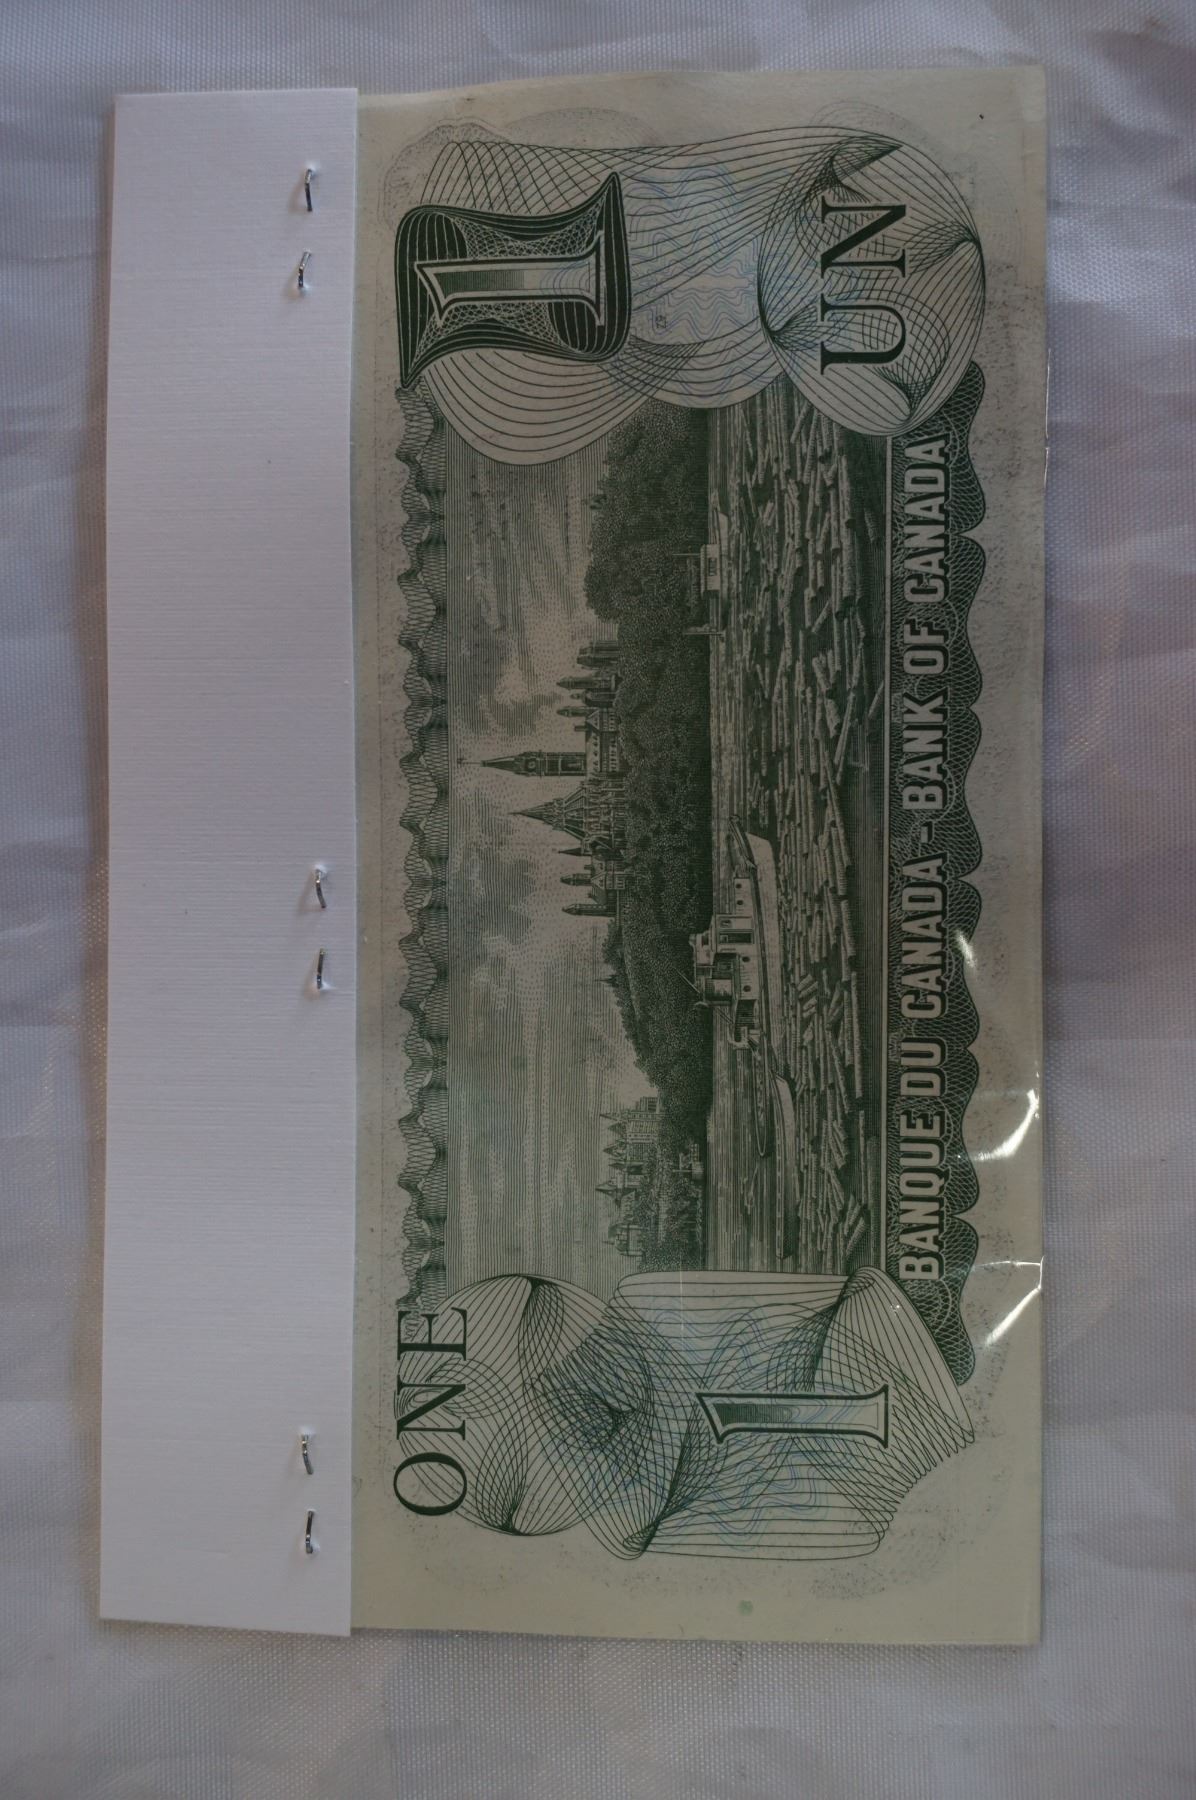 ONE
1
1
UN
BANQUE DU CANADA - BANK OF CANADA